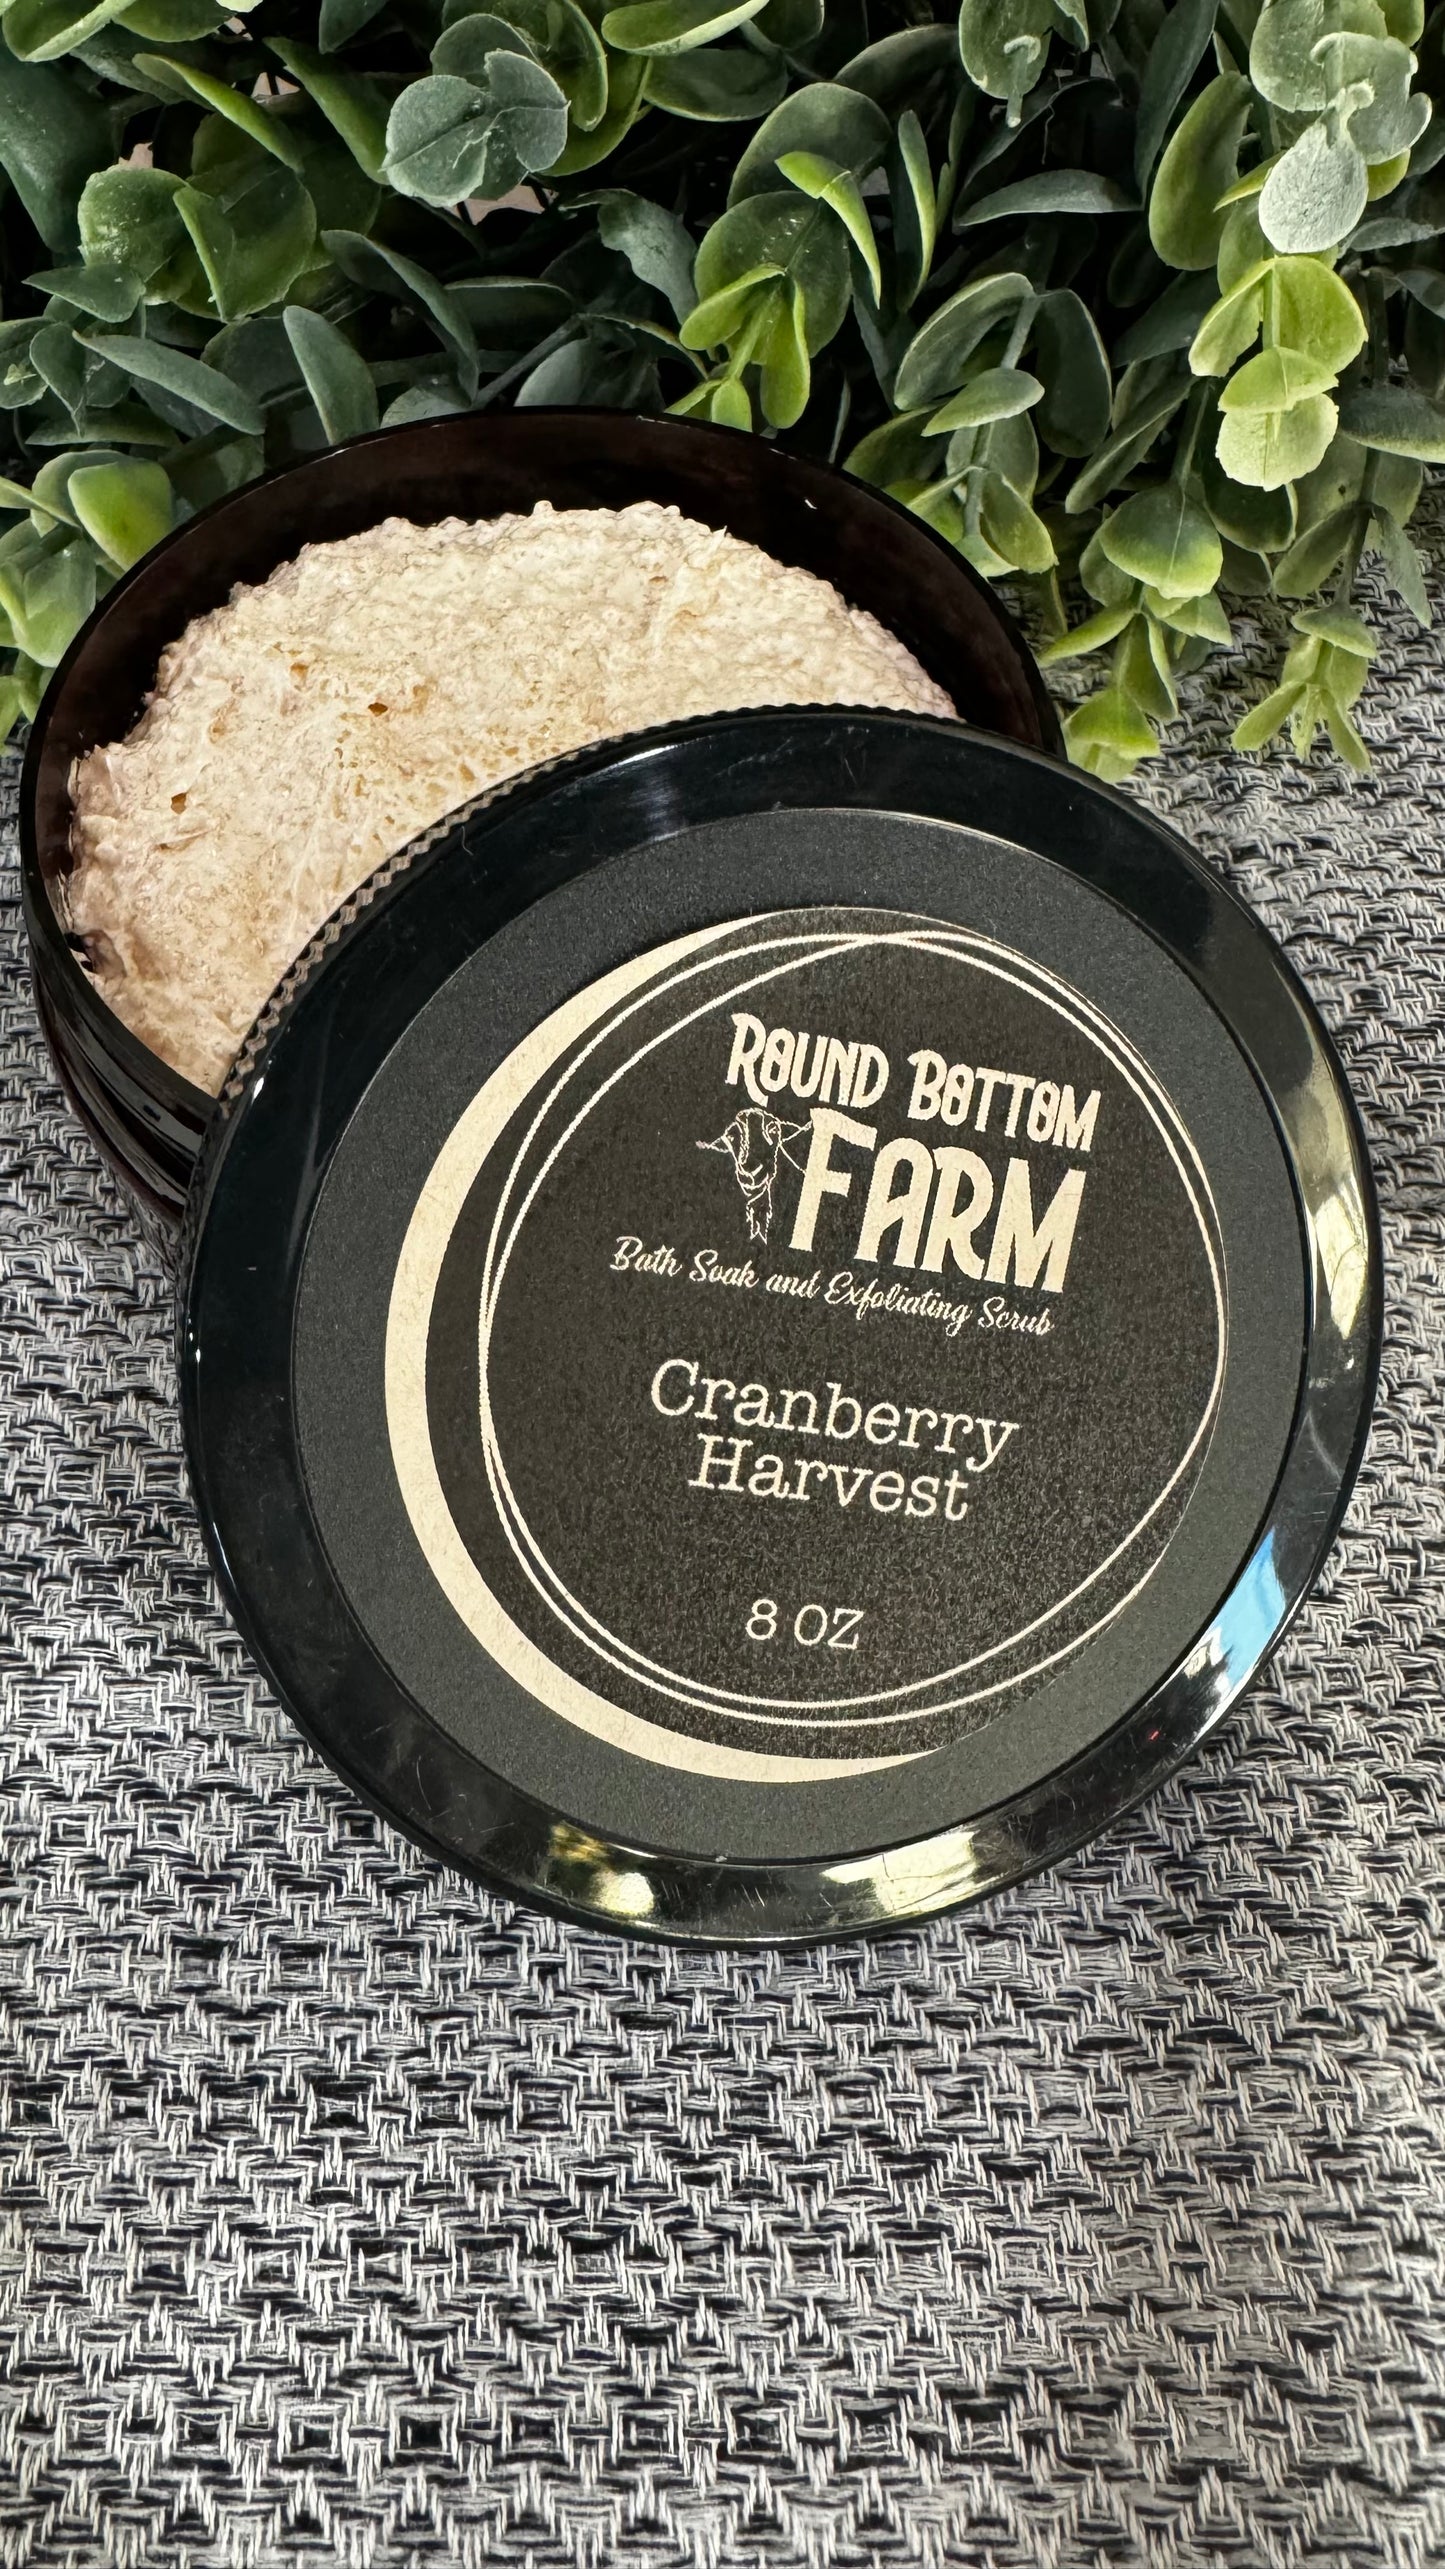 Round Bottom
Farm
Bath Soak and Exfoliating Scrub
Cranberry
Harvest
8 OZ